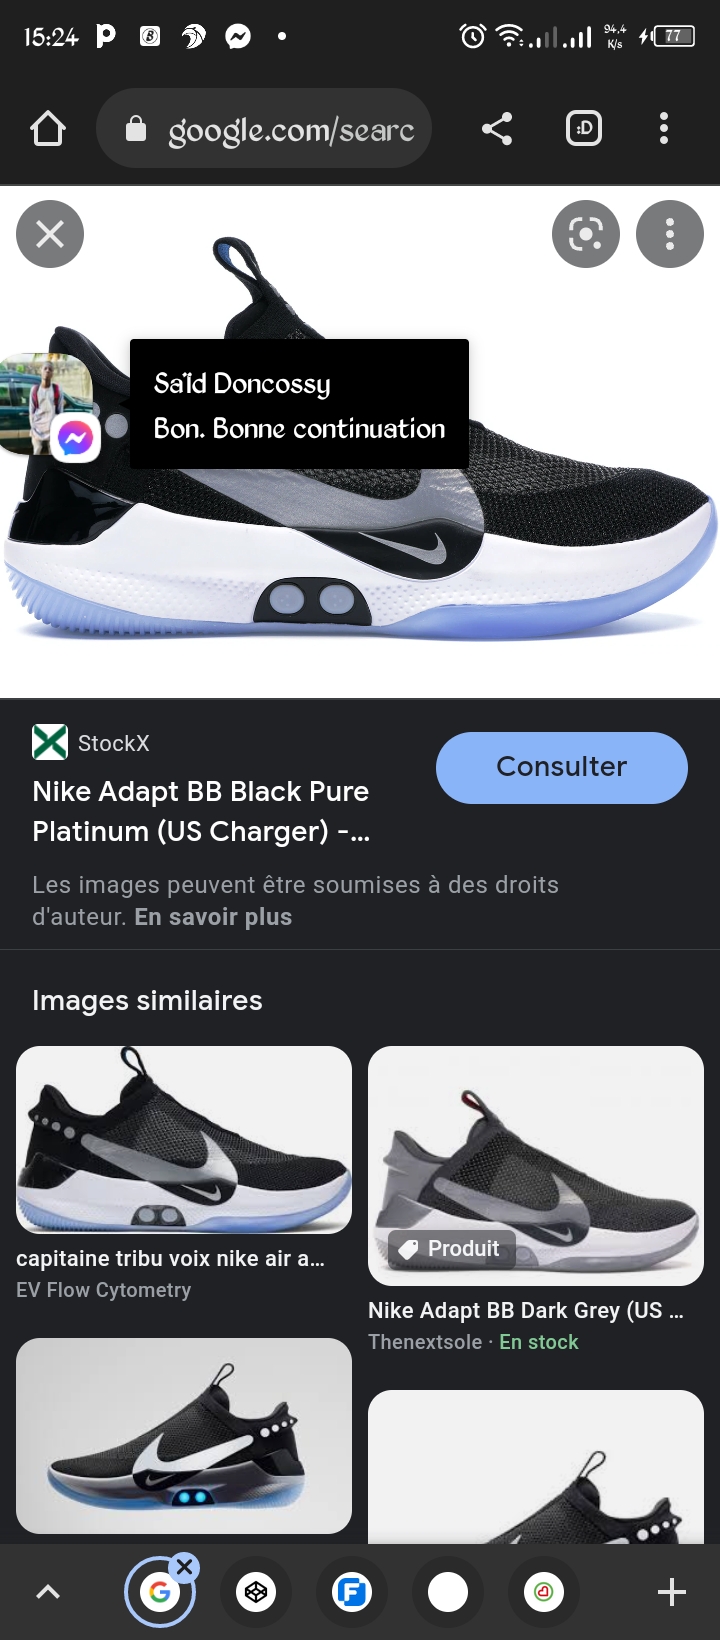 15:24
94,4
K/s
77
google.com/searc
:D
Saïd Doncossy
Bon. Bonne continuation
StockX
Consulter
Nike Adapt BB Black Pure
Platinum (US Charger) -...
Les images peuvent être soumises à des droits
d'auteur. En savoir plus
Images similaires
Produit
capitaine tribu voix nike air a...
EV Flow Cytometry
Nike Adapt BB Dark Grey (US ...
Thenextsole · En stock